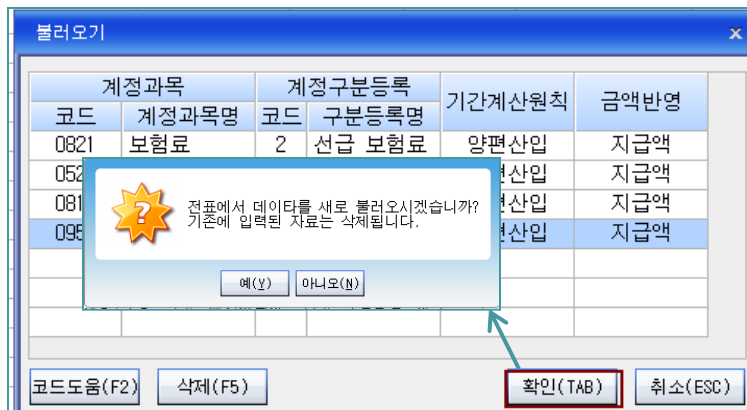 불러오기 x
계정과목 계정구분등록 기간계산원칙 금액반영
코드 계정과목명 코드 구분등록명
0821 보험료 2 선급 보험료 양편산입 지급액
052 편산입 지급액
081 편산입 지급액
095 편산입 지급액
전표에서 데이타를 새로 불러오시겠습니까?
기존에 입력된 자료는 삭제됩니다.
예(Y) 아니오(N)
코드도움(F2) 삭제(F5) 확인(TAB) 취소(ESC)